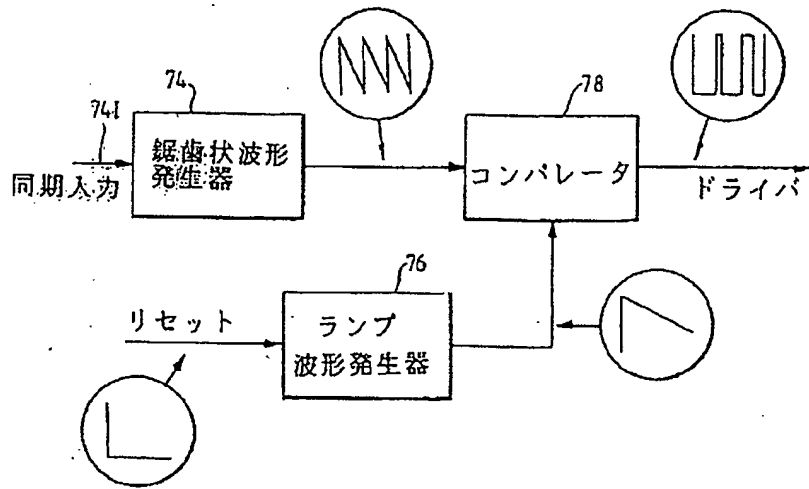 74
74I
鋸歯状波形
発生器
同期入力
78
コンパレータ
ドライバ
76
リセット
ランプ
波形発生器